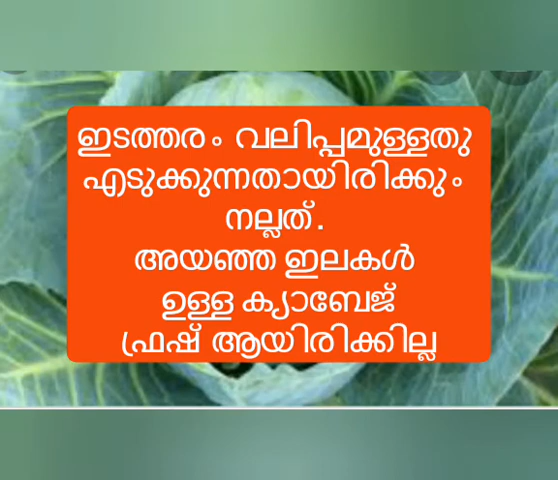 ഇടത്തരം വലിപ്പമുള്ളതു
എടുക്കുന്നതായിരിക്കും
നല്ലത്.
അയഞ്ഞ ഇലകൾ
ഉള്ള ക്യാബേജ്
ഫ്രഷ് ആയിരിക്കില്ല